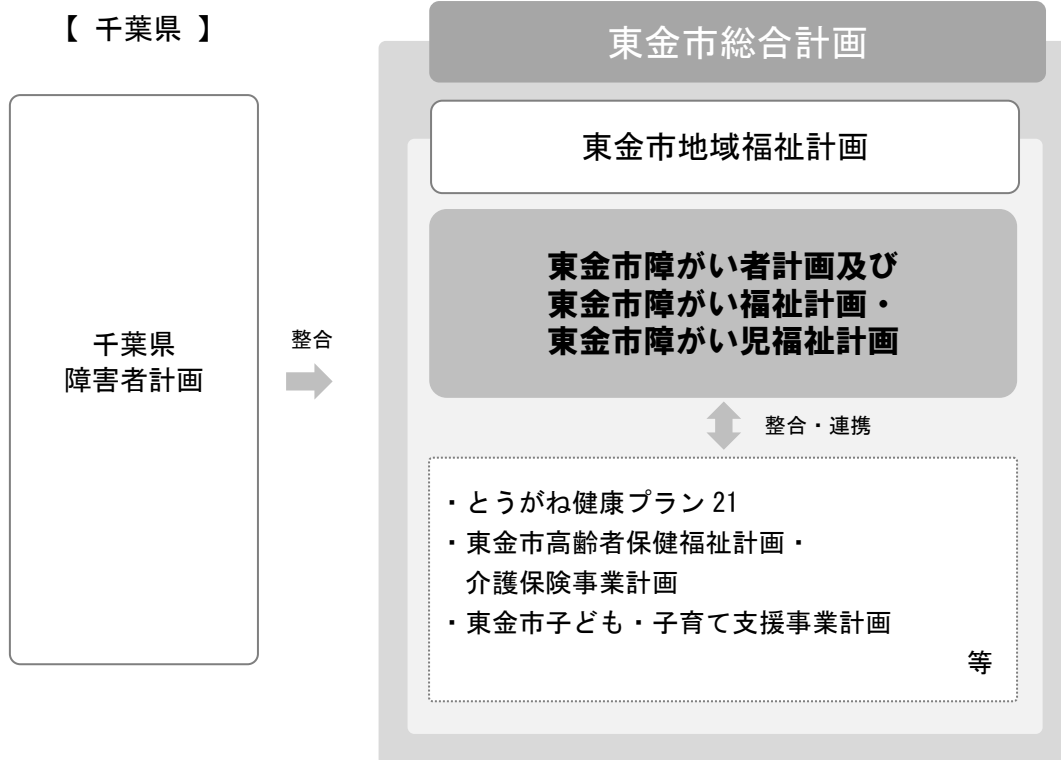 【 千葉県 】
千葉県
障害者計画
整合
東金市総合計画
東金市地域福祉計画
東金市障がい者計画及び
東金市障がい福祉計画・
東金市障がい児福祉計画
整合・連携
・とうがね健康プラン 21
・東金市高齢者保健福祉計画・
介護保険事業計画
・東金市子ども・子育て支援事業計画
等